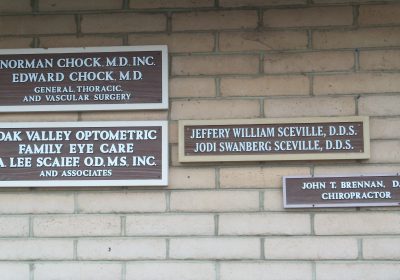 NORMAN CHOCK, M.D. INC.
EDWARD CHOCK, M.D.
GENERAL, THORACIC,
AND VASCULAR SURGERY
OAK VALLEY OPTOMETRIC
FAMILY EYE CARE
A. LEE SCAIEF, O.D., M.S., INC.
AND ASSOCIATES
JEFFERY WILLIAM SCEVILLE, D.D.S.
JODI SWANBERG SCEVILLE, D.D.S.
JOHN T. BRENNAN, D.
CHIROPRACTOR